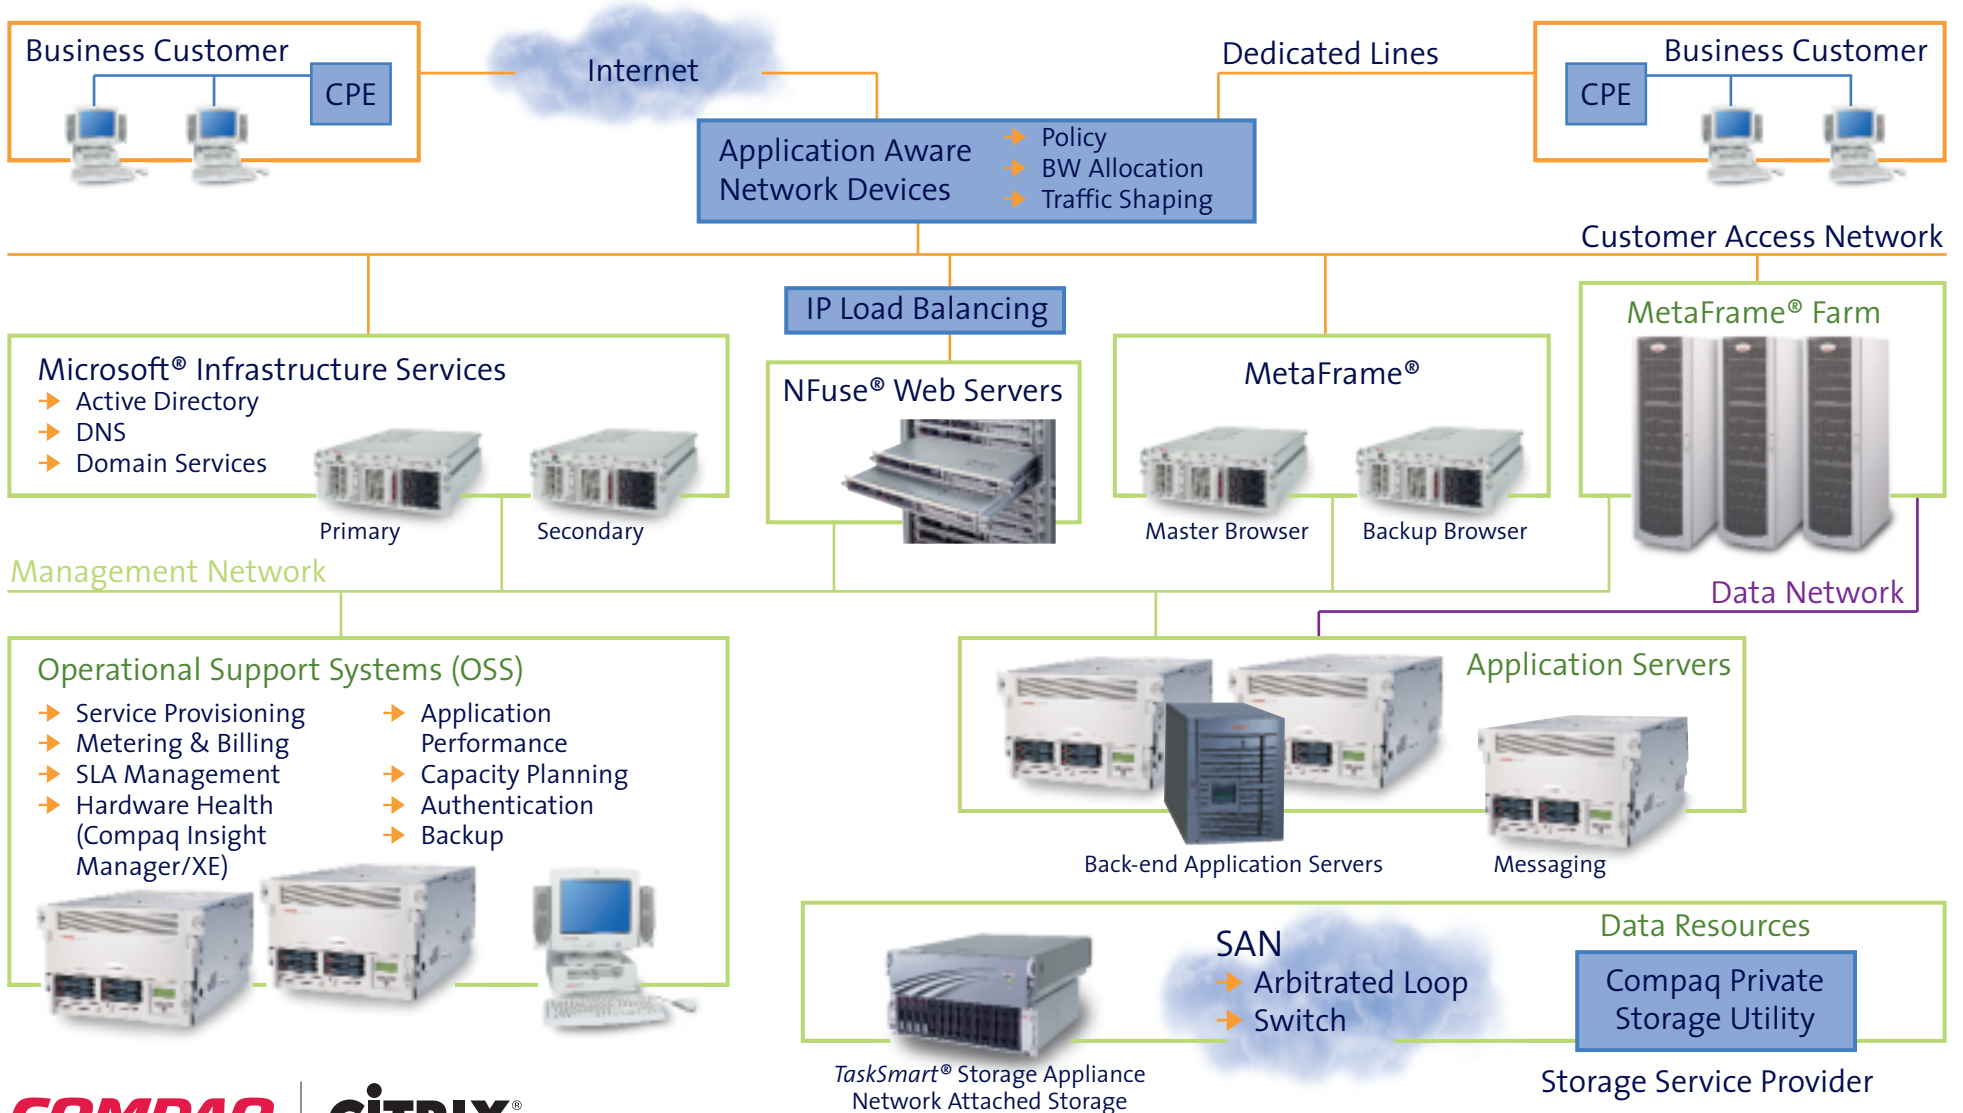 Business Customer
CPE
Internet
Dedicated Lines
Business Customer
CPE
Application Aware
Network Devices
Policy
BW Allocation
Traffic Shaping
Customer Access Network
IP Load Balancing
Microsoft® Infrastructure Services
Active Directory
DNS
Domain Services
Primary
Secondary
NFuse® Web Servers
MetaFrame®
Master Browser
Backup Browser
MetaFrame® Farm
Management Network
Data Network
Operational Support Systems (OSS)
Service Provisioning
Metering & Billing
SLA Management
Hardware Health
(Compaq Insight
Manager/XE)
Application
Performance
Capacity Planning
Authentication
Backup
Application Servers
Back-end Application Servers
Messaging
Data Resources
SAN
Arbitrated Loop
Switch
Compaq Private
Storage Utility
TaskSmart® Storage Appliance
Network Attached Storage
Storage Service Provider
COMPAQ
CiTRIX®